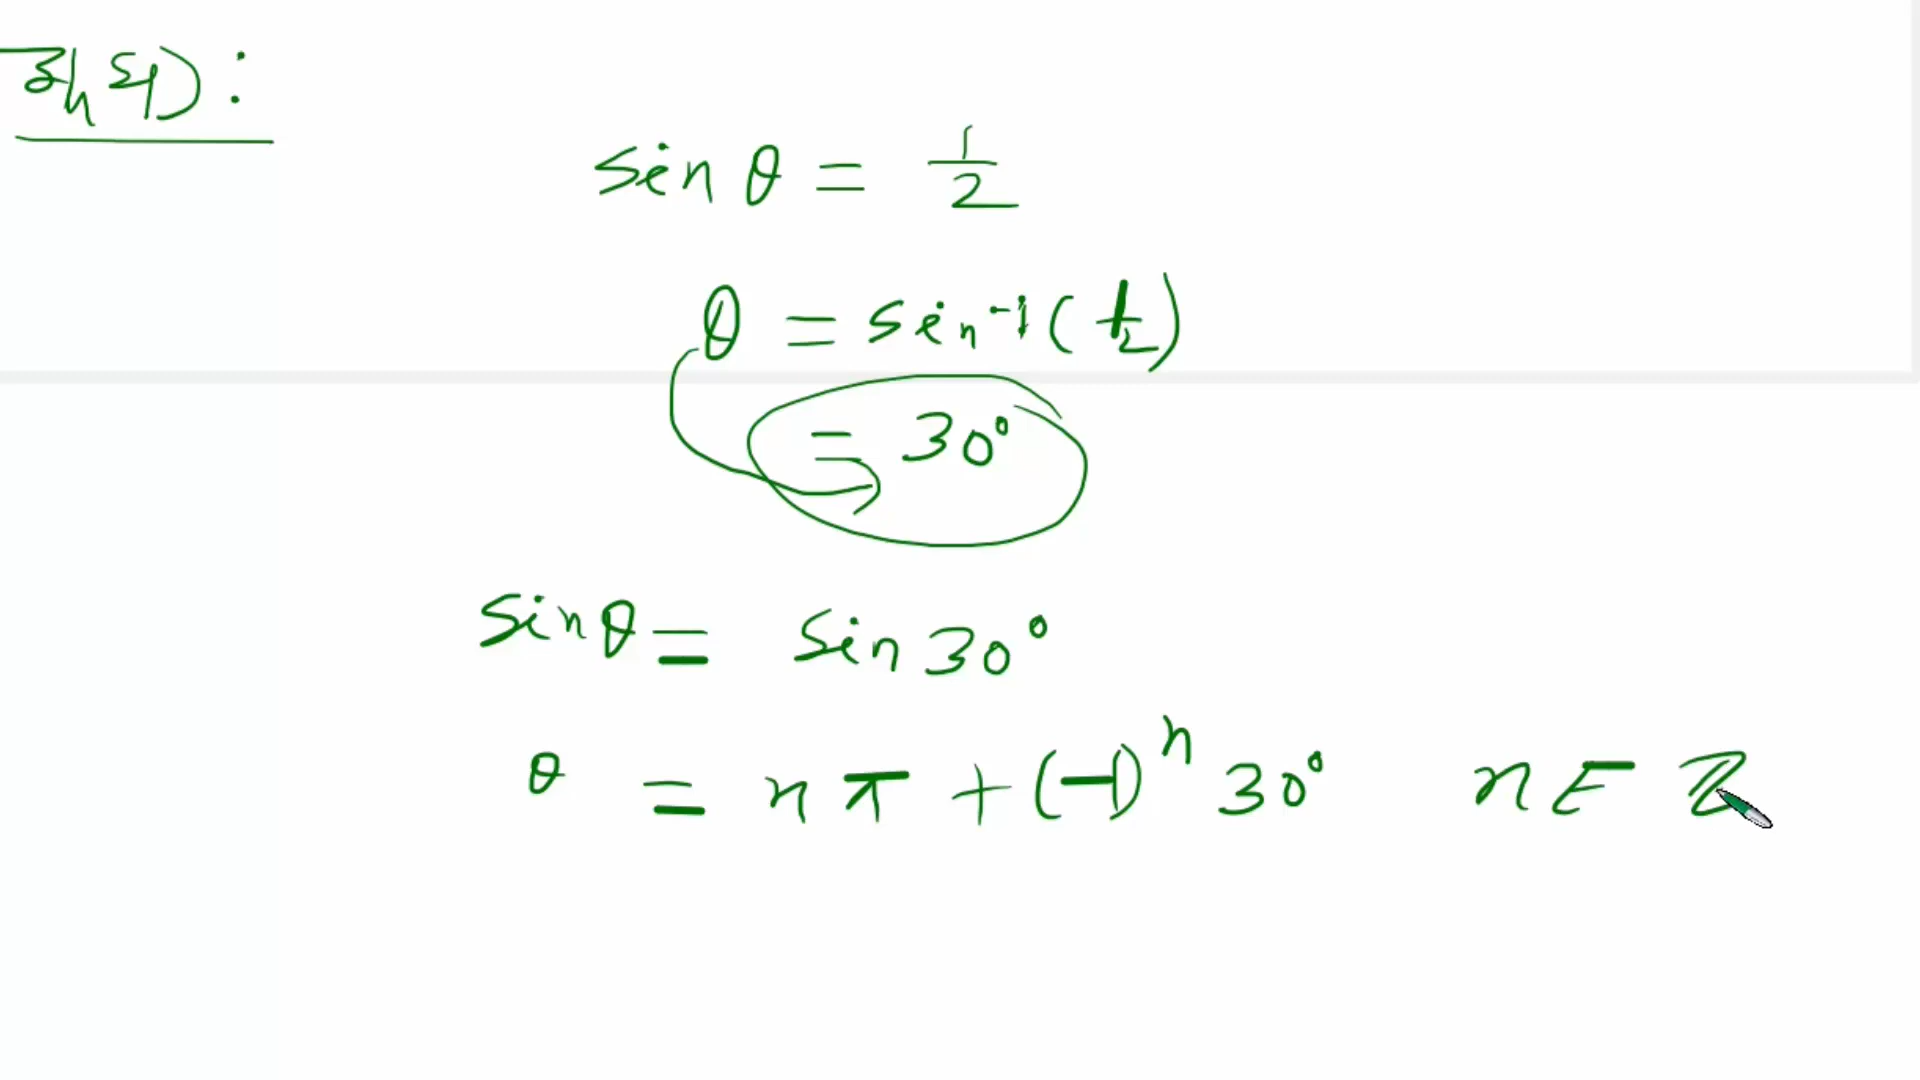 sin θ = 1/2
θ = sin⁻¹(1/2)
= 30°
sin θ = sin 30°
θ = nπ + (-1)ⁿ 30° n ∈ ℤ